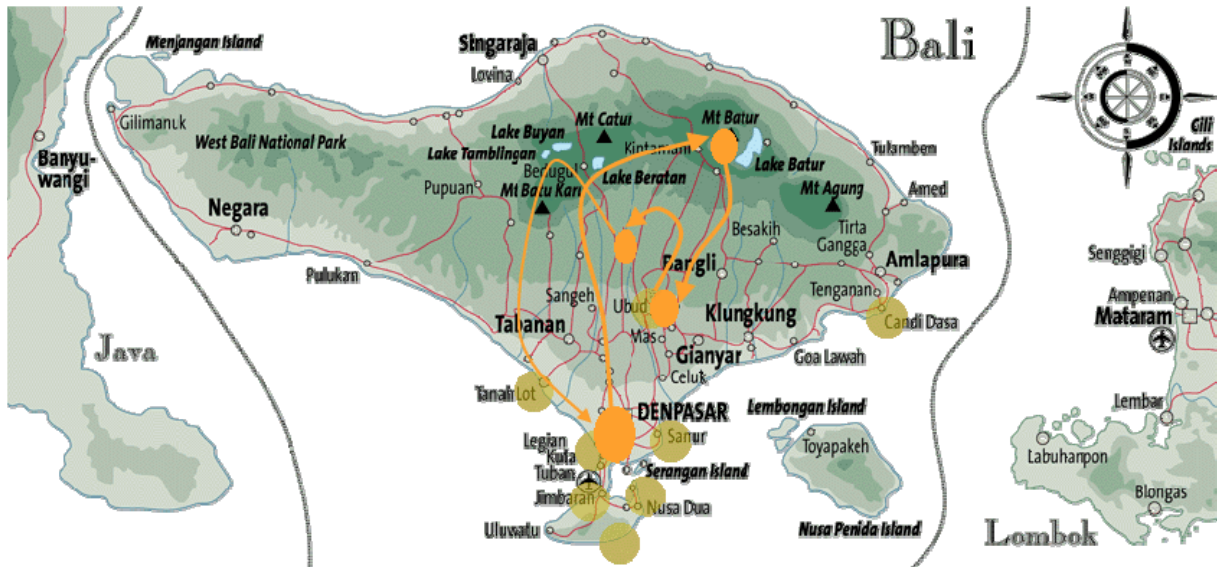 Bali
Menjangan Island
Singaraja
Lovina
Gilimanuk
West Bali National Park
Lake Buyan
Mt Catur
Mt Batur
Gili
Islands
Banyu-
wangi
Lake Tamblingan
Kintamani
Lake Batur
Tulamben
Bedugul
Lake Beratan
Pupuan
Mt Batu Karu
Mt Agung
Amed
Negara
Besakih
Tirta
Gangga
Senggigi
Pulukan
Bangli
Amlapura
Sangeh
Ubud
Tenganan
Ampenan
Tabanan
Klungkung
Candi Dasa
Mataram
Java
Mas
Gianyar
Goa Lawah
Celuk
Tanah Lot
DENPASAR
Lembongan Island
Lembar
Legian
Sanur
Toyapakeh
Kuta
Labuhanpon
Tuban
Serangan Island
Jimbaran
Nusa Dua
Blongas
Uluwatu
Nusa Penida Island
Lombok